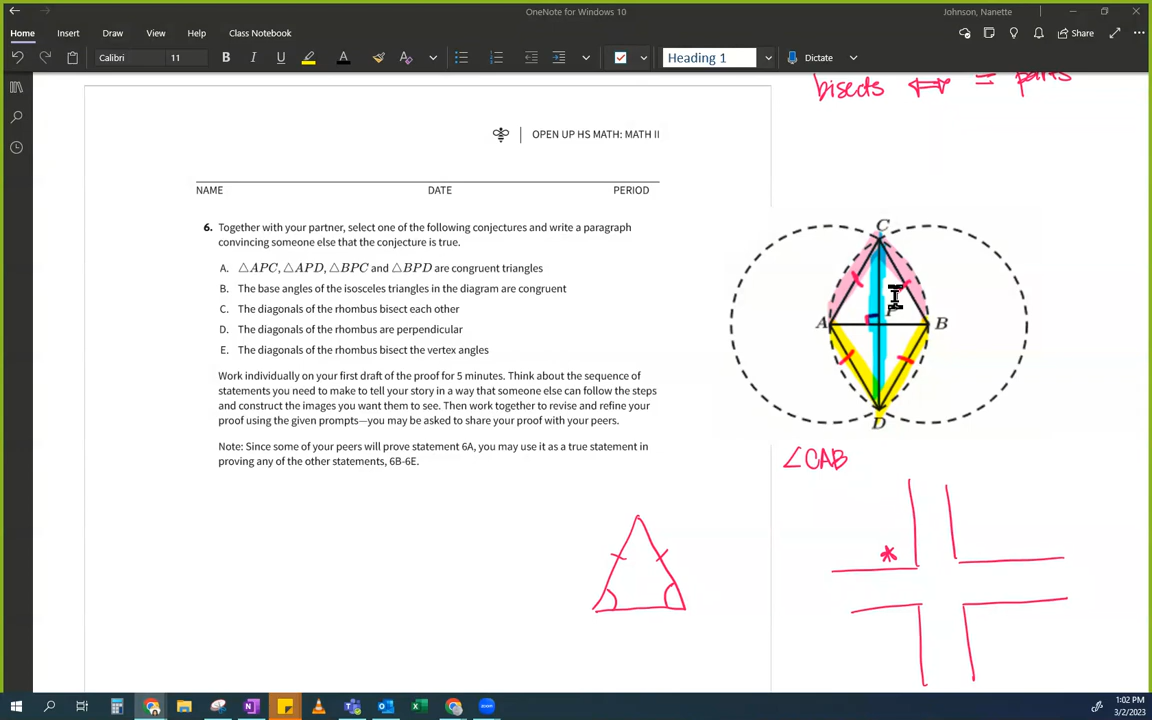 OneNote for Windows 10
Johnson, Nanette
Home Insert Draw View Help Class Notebook
Share
Calibri 11 B I U A Heading 1 Dictate
bisects ⟷ = parts
OPEN UP HS MATH: MATH II
NAME DATE PERIOD
6. Together with your partner, select one of the following conjectures and write a paragraph
convincing someone else that the conjecture is true.
A. △APC, △APD, △BPC and △BPD are congruent triangles
B. The base angles of the isosceles triangles in the diagram are congruent
C. The diagonals of the rhombus bisect each other
D. The diagonals of the rhombus are perpendicular
E. The diagonals of the rhombus bisect the vertex angles
Work individually on your first draft of the proof for 5 minutes. Think about the sequence of
statements you need to make to tell your story in a way that someone else can follow the steps
and construct the images you want them to see. Then work together to revise and refine your
proof using the given prompts—you may be asked to share your proof with your peers.
Note: Since some of your peers will prove statement 6A, you may use it as a true statement in
proving any of the other statements, 6B-6E.
C
A P B
D
∠CAB
*
1:02 PM
3/2/2023